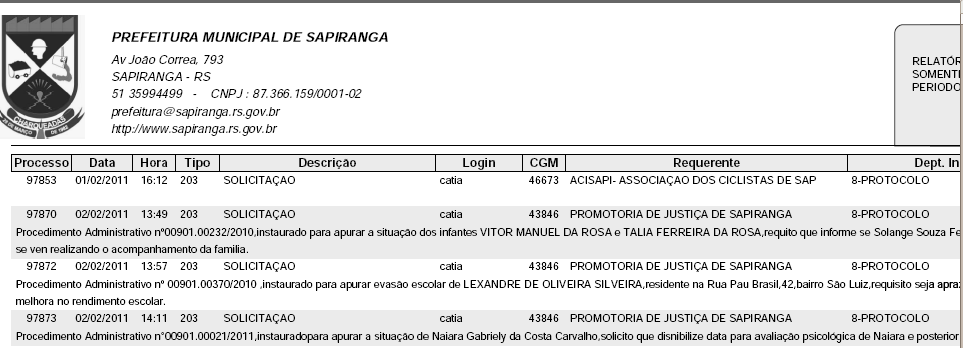 PREFEITURA MUNICIPAL DE SAPIRANGA
Av João Correa, 793
SAPIRANGA - RS
51 35994499 - CNPJ : 87.366.159/0001-02
prefeitura@sapiranga.rs.gov.br
http://www.sapiranga.rs.gov.br
CHARQUEADAS
RELATÓR
SOMENT
PERIODO
Processo Data Hora Tipo Descrição Login CGM Requerente Dept. In
97853 01/02/2011 16:12 203 SOLICITAÇAO catia 46673 ACISAPI- ASSOCIAÇAO DOS CICLISTAS DE SAP 8-PROTOCOLO
97870 02/02/2011 13:49 203 SOLICITAÇAO catia 43846 PROMOTORIA DE JUSTIÇA DE SAPIRANGA 8-PROTOCOLO
Procedimento Administrativo nº00901.00232/2010,instaurado para apurar a situação dos infantes VITOR MANUEL DA ROSA e TALIA FERREIRA DA ROSA,requito que informe se Solange Souza Fe
se ven realizando o acompanhamento da familia.
97872 02/02/2011 13:57 203 SOLICITAÇAO catia 43846 PROMOTORIA DE JUSTIÇA DE SAPIRANGA 8-PROTOCOLO
Procedimento Administrativo nº 00901.00370/2010 ,instaurado para apurar evasão escolar de LEXANDRE DE OLIVEIRA SILVEIRA,residente na Rua Pau Brasil,42,bairro São Luiz,requisito seja apraz
melhora no rendimento escolar.
97873 02/02/2011 14:11 203 SOLICITAÇAO catia 43846 PROMOTORIA DE JUSTIÇA DE SAPIRANGA 8-PROTOCOLO
Procedimento Administrativo n°00901.00021/2011,instauradopara apurar a situação de Naiara Gabriely da Costa Carvalho,solicito que disnibilize data para avaliação psicológica de Naiara e posterior